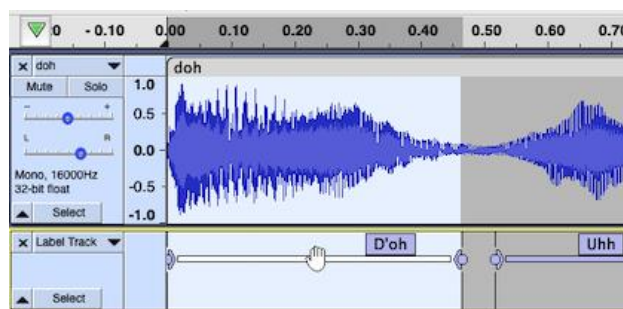 0 - 0.10 0.00 0.10 0.20 0.30 0.40 0.50 0.60 0.70
x doh
doh
Mute Solo
- +
L R
Mono, 16000Hz
32-bit float
Select
1.0
0.5
0.0
-0.5
-1.0
x Label Track
D'oh Uhh
Select